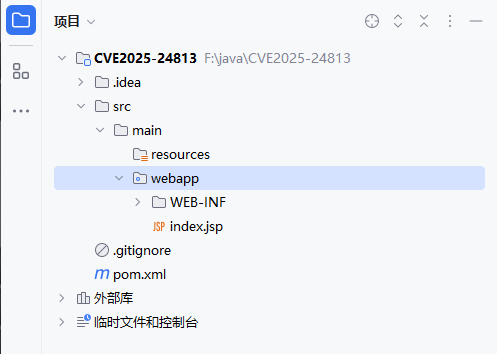 项目
CVE2025-24813 F:\java\CVE2025-24813
.idea
src
main
resources
webapp
WEB-INF
JSP index.jsp
.gitignore
m pom.xml
外部库
临时文件和控制台